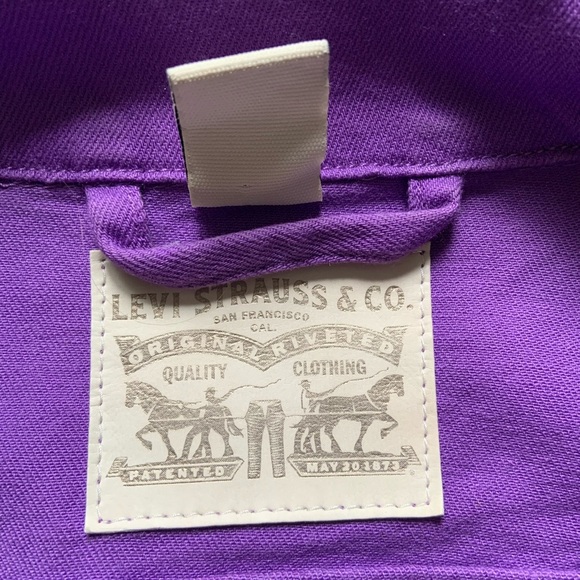 LEVI STRAUSS & CO.
SAN FRANCISCO
CAL.
ORIGINAL RIVETED
QUALITY CLOTHING
PATENTED MAY 20 1873